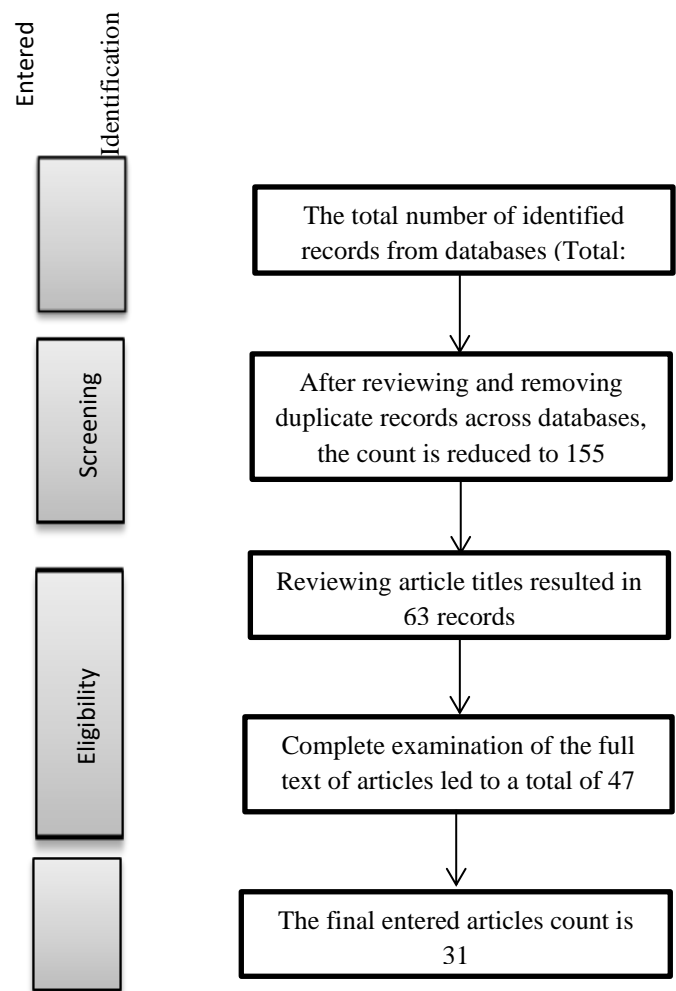 Entered
Identification
The total number of identified
records from databases (Total:
Screening
After reviewing and removing
duplicate records across databases,
the count is reduced to 155
Reviewing article titles resulted in
63 records
Eligibility
Complete examination of the full
text of articles led to a total of 47
The final entered articles count is
31